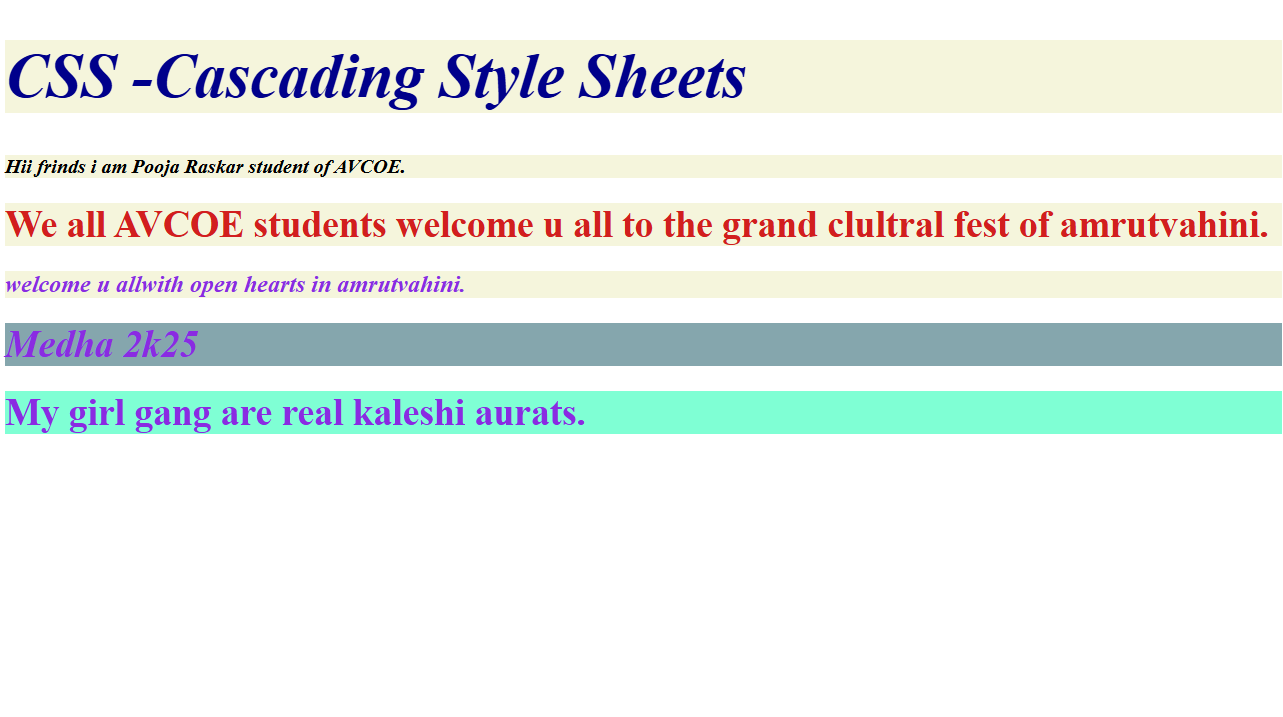 CSS -Cascading Style Sheets
Hii frinds i am Pooja Raskar student of AVCOE.
We all AVCOE students welcome u all to the grand clultral fest of amrutvahini.
welcome u allwith open hearts in amrutvahini.
Medha 2k25
My girl gang are real kaleshi aurats.